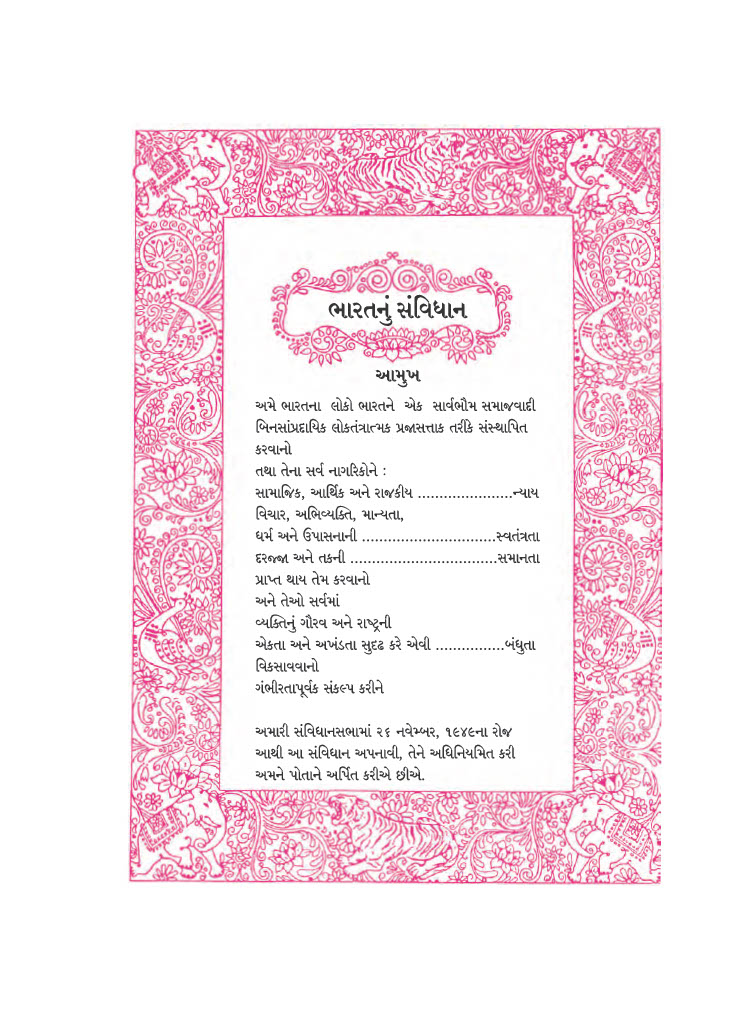 ભારતનું સંવિધાન
આમુખ
અમે ભારતના લોકો ભારતને એક સાર્વભૌમ સમાજવાદી
બિનસાંપ્રદાયિક લોકતંત્રાત્મક પ્રજાસત્તાક તરીકે સંસ્થાપિત
કરવાનો
તથા તેના સર્વ નાગરિકોને :
સામાજિક, આર્થિક અને રાજકીય ......................ન્યાય
વિચાર, અભિવ્યક્તિ, માન્યતા,
ધર્મ અને ઉપાસનાની ...............................સ્વતંત્રતા
દરજ્જા અને તકની ..................................સમાનતા
પ્રાપ્ત થાય તેમ કરવાનો
અને તેઓ સર્વમાં
વ્યક્તિનું ગૌરવ અને રાષ્ટ્રની
એકતા અને અખંડતા સુદઢ કરે એવી ................બંધુતા
વિકસાવવાનો
ગંભીરતાપૂર્વક સંકલ્પ કરીને
અમારી સંવિધાનસભામાં ૨૬ નવેમ્બર, ૧૯૪૯ના રોજ
આથી આ સંવિધાન અપનાવી, તેને અધિનિયમિત કરી
અમને પોતાને અર્પિત કરીએ છીએ.